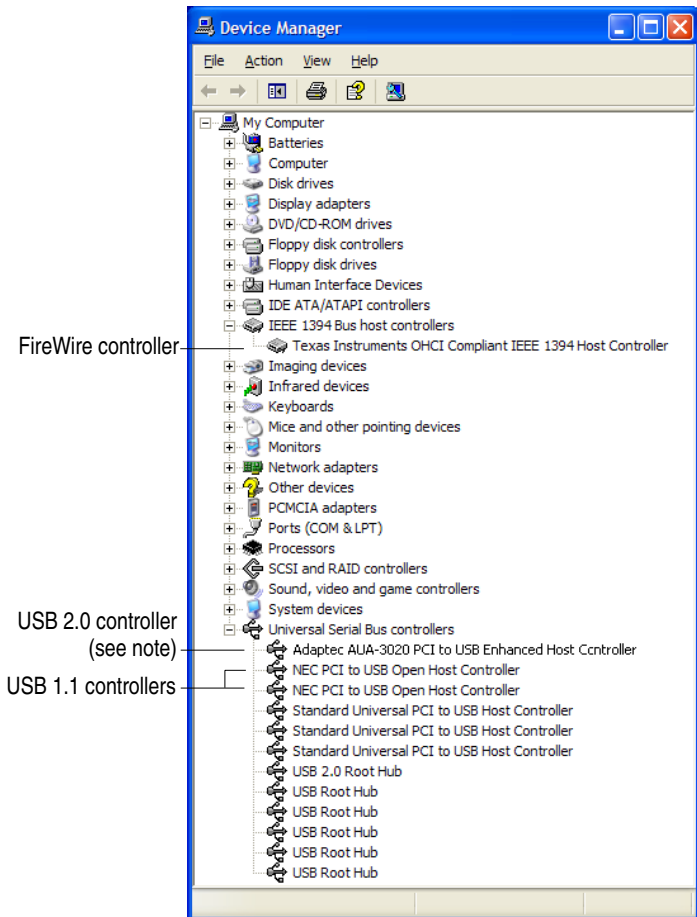 Device Manager
File Action View Help
My Computer
Batteries
Computer
Disk drives
Display adapters
DVD/CD-ROM drives
Floppy disk controllers
Floppy disk drives
Human Interface Devices
IDE ATA/ATAPI controllers
IEEE 1394 Bus host controllers
FireWire controller
Texas Instruments OHCI Compliant IEEE 1394 Host Controller
Imaging devices
Infrared devices
Keyboards
Mice and other pointing devices
Monitors
Network adapters
Other devices
PCMCIA adapters
Ports (COM & LPT)
Processors
SCSI and RAID controllers
Sound, video and game controllers
System devices
Universal Serial Bus controllers
USB 2.0 controller
(see note)
Adaptec AUA-3020 PCI to USB Enhanced Host Ccntroller
USB 1.1 controllers
NEC PCI to USB Open Host Controller
NEC PCI to USB Open Host Controller
Standard Universal PCI to USB Host Controller
Standard Universal PCI to USB Host Controller
Standard Universal PCI to USB Host Controller
USB 2.0 Root Hub
USB Root Hub
USB Root Hub
USB Root Hub
USB Root Hub
USB Root Hub